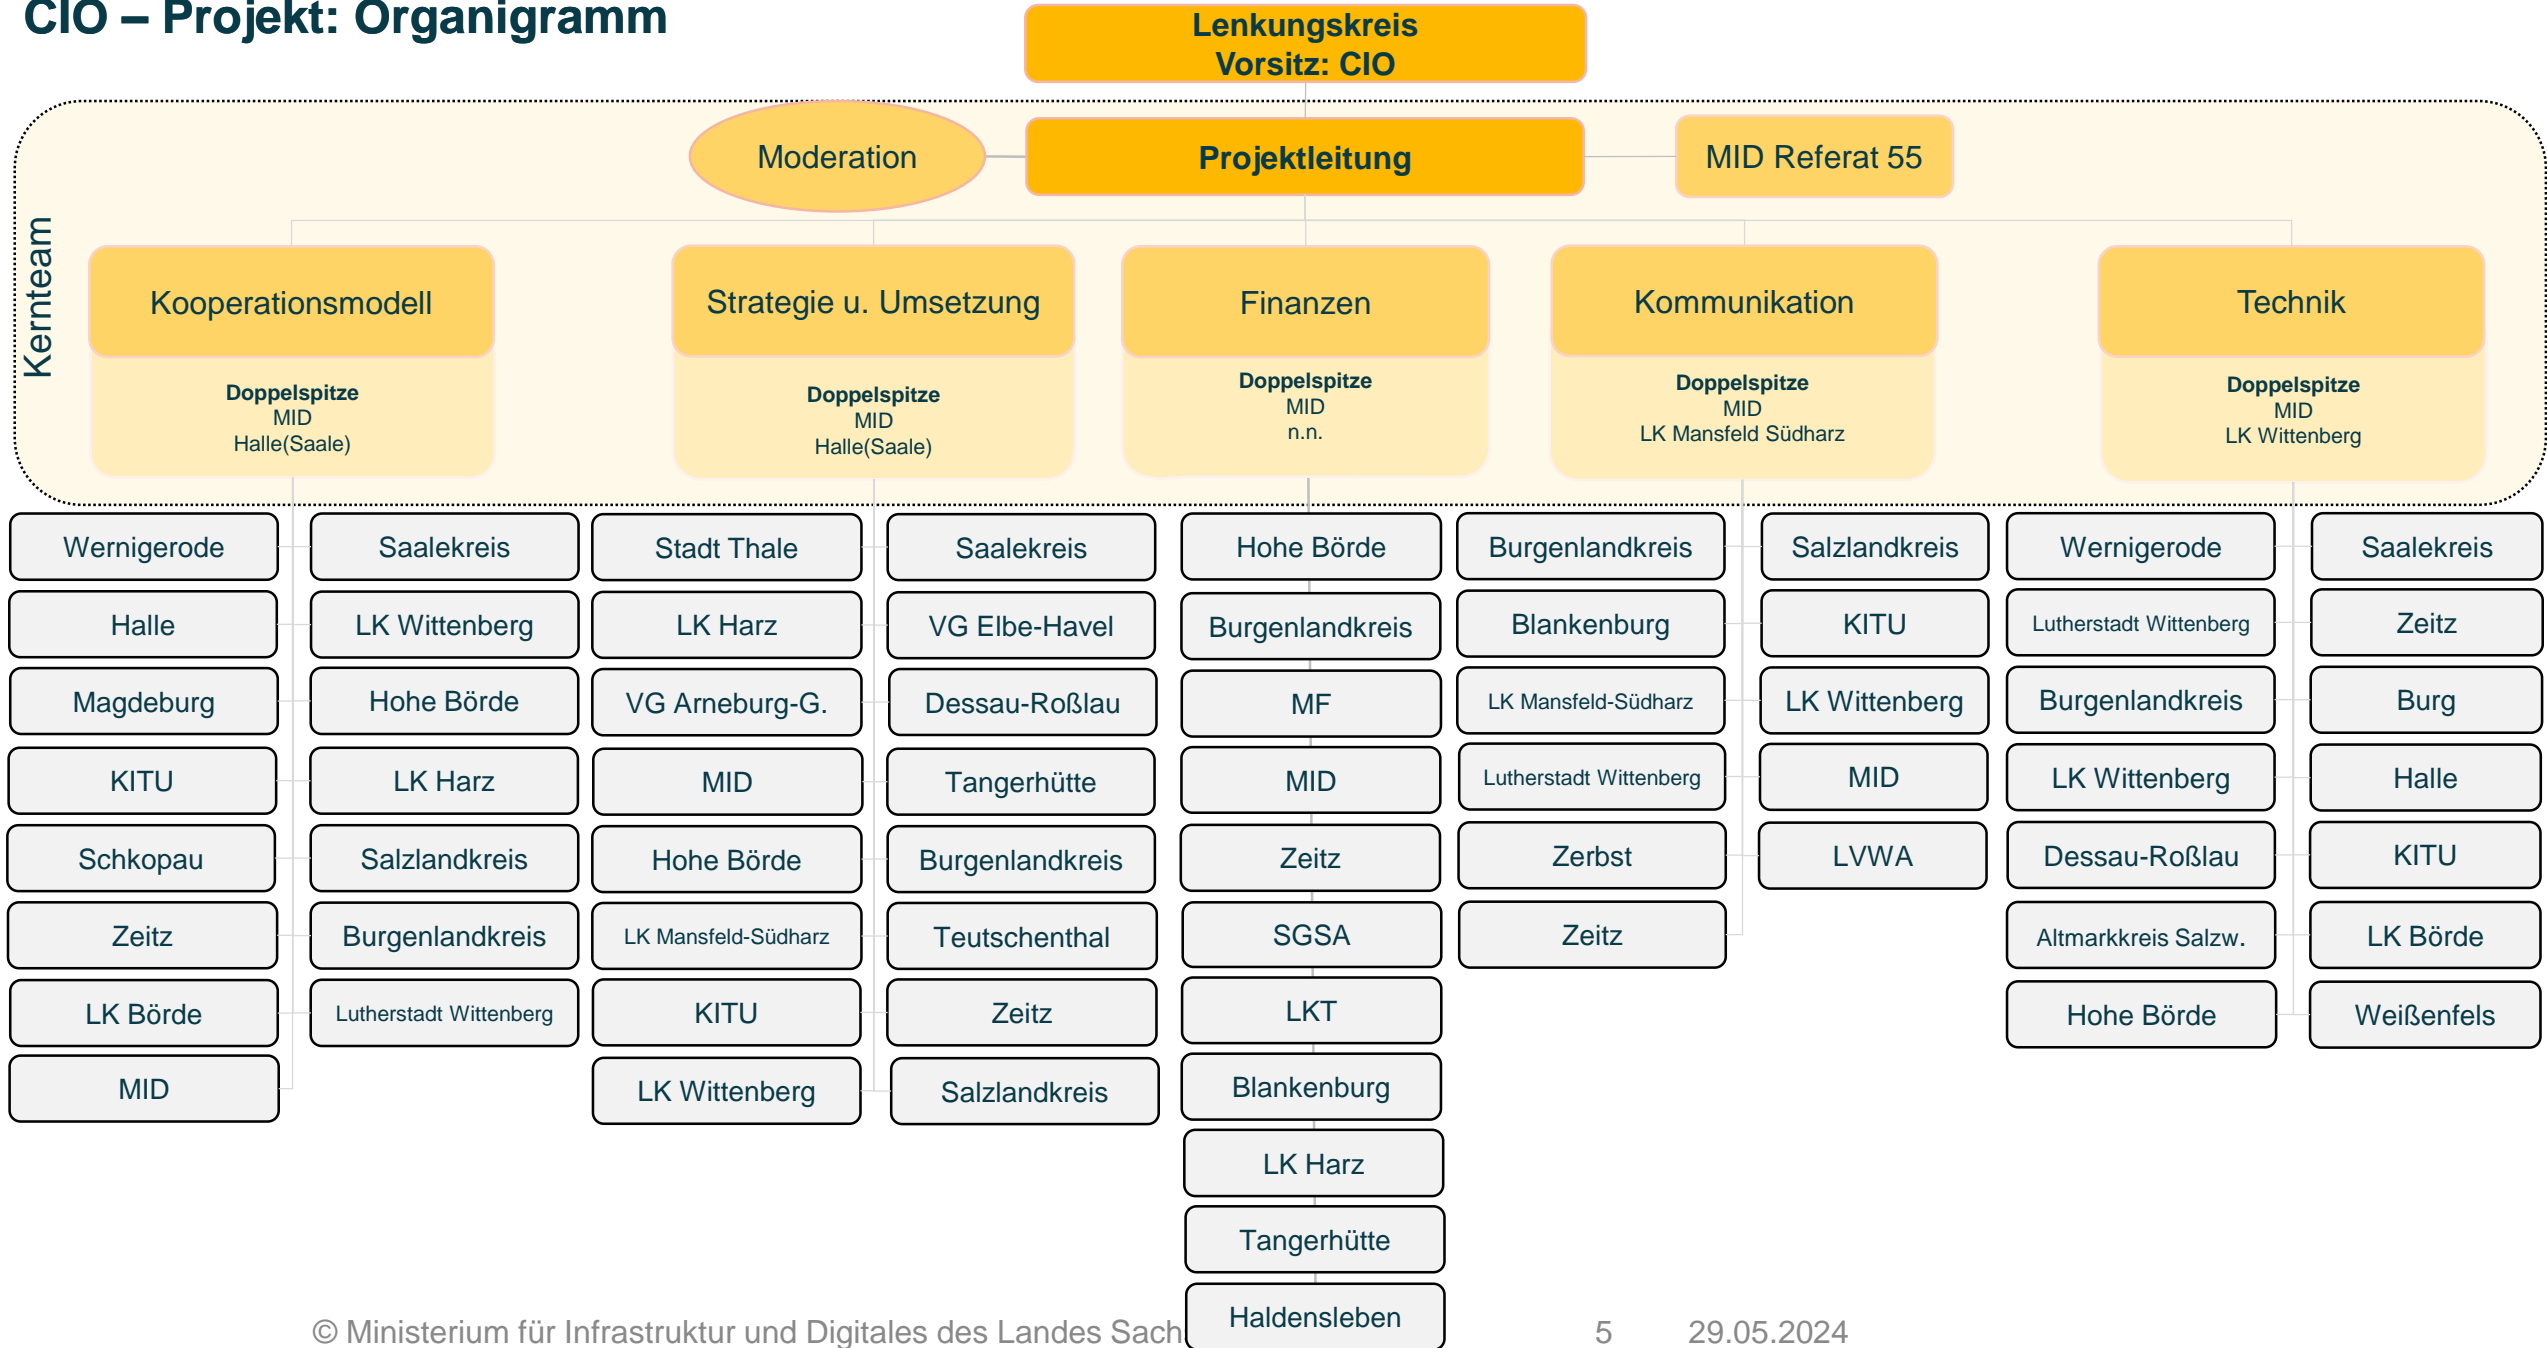 CIO – Projekt: Organigramm
Lenkungskreis
Vorsitz: CIO
Moderation
Projektleitung
MID Referat 55
Kernteam
Kooperationsmodell
Doppelspitze
MID
Halle(Saale)
Strategie u. Umsetzung
Doppelspitze
MID
Halle(Saale)
Finanzen
Doppelspitze
MID
n.n.
Kommunikation
Doppelspitze
MID
LK Mansfeld Südharz
Technik
Doppelspitze
MID
LK Wittenberg
Wernigerode
Halle
Magdeburg
KITU
Schkopau
Zeitz
LK Börde
MID
Saalekreis
LK Wittenberg
Hohe Börde
LK Harz
Salzlandkreis
Burgenlandkreis
Lutherstadt Wittenberg
Stadt Thale
LK Harz
VG Arneburg-G.
MID
Hohe Börde
LK Mansfeld-Südharz
KITU
LK Wittenberg
Saalekreis
VG Elbe-Havel
Dessau-Roßlau
Tangerhütte
Burgenlandkreis
Teutschenthal
Zeitz
Salzlandkreis
Hohe Börde
Burgenlandkreis
MF
MID
Zeitz
SGSA
LKT
Blankenburg
LK Harz
Tangerhütte
Haldensleben
Burgenlandkreis
Blankenburg
LK Mansfeld-Südharz
Lutherstadt Wittenberg
Zerbst
Zeitz
Salzlandkreis
KITU
LK Wittenberg
MID
LVWA
Wernigerode
Lutherstadt Wittenberg
Burgenlandkreis
LK Wittenberg
Dessau-Roßlau
Altmarkkreis Salzw.
Hohe Börde
Saalekreis
Zeitz
Burg
Halle
KITU
LK Börde
Weißenfels
© Ministerium für Infrastruktur und Digitales des Landes Sach
5
29.05.2024